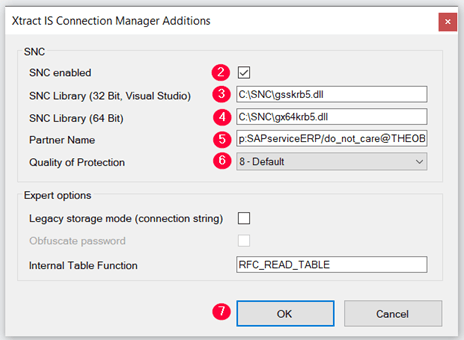 Xtract IS Connection Manager Additions
×
SNC
SNC enabled
2
SNC Library (32 Bit, Visual Studio)
3
C:\SNC\gsskrb5.dll
SNC Library (64 Bit)
4
C:\SNC\gx64krb5.dll
Partner Name
5
p:SAPserviceERP/do_not_care@THEOB
Quality of Protection
6
8 - Default
Expert options
Legacy storage mode (connection string)
Obfuscate password
Internal Table Function
RFC_READ_TABLE
7
OK
Cancel